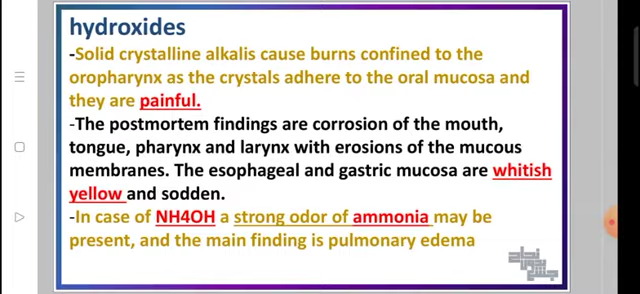 hydroxides
-Solid crystalline alkalis cause burns confined to the
oropharynx as the crystals adhere to the oral mucosa and
they are painful.
-The postmortem findings are corrosion of the mouth,
tongue, pharynx and larynx with erosions of the mucous
membranes. The esophageal and gastric mucosa are whitish
yellow and sodden.
-In case of NH4OH a strong odor of ammonia may be
present, and the main finding is pulmonary edema